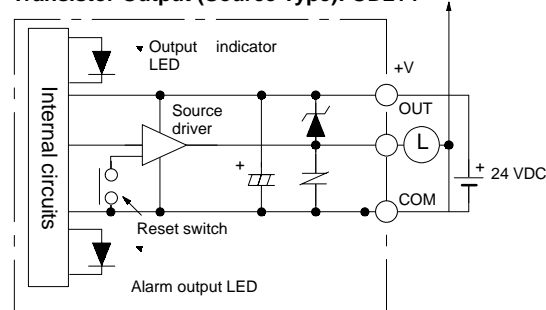 Output indicator
LED
+V
OUT
Source
driver
Internal circuits
L
+
+
24 VDC
COM
Reset switch
Alarm output LED